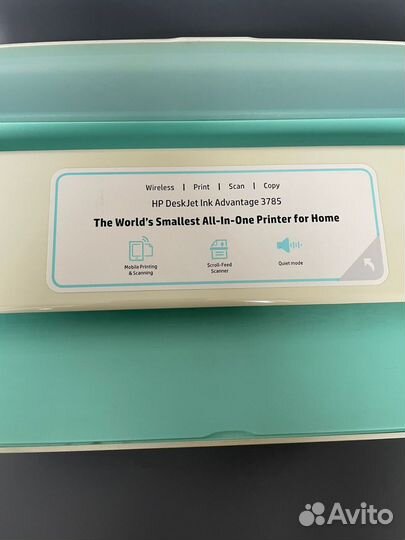 Wireless | Print | Scan | Copy
HP DeskJet Ink Advantage 3785
The World's Smallest All-In-One Printer for Home
Mobile Printing & Scanning
Scroll-Feed Scanner
Quiet mode
Avito